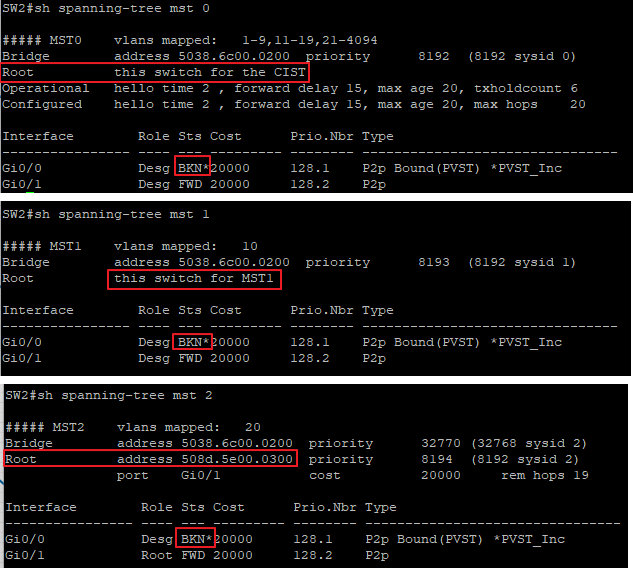 SW2#sh spanning-tree mst 0
##### MST0    vlans mapped:   1-9,11-19,21-4094
Bridge        address 5038.6c00.0200  priority      8192  (8192 sysid 0)
Root          this switch for the CIST
Operational   hello time 2 , forward delay 15, max age 20, txholdcount 6
Configured    hello time 2 , forward delay 15, max age 20, max hops    20
Interface        Role Sts Cost      Prio.Nbr Type
---------------- ---- --- --------- -------- --------------------------------
Gi0/0            Desg BKN*20000     128.1    P2p Bound(PVST) *PVST_Inc
Gi0/1            Desg FWD 20000     128.2    P2p
SW2#sh spanning-tree mst 1
##### MST1    vlans mapped:   10
Bridge        address 5038.6c00.0200  priority      8193  (8192 sysid 1)
Root          this switch for MST1
Interface        Role Sts Cost      Prio.Nbr Type
---------------- ---- --- --------- -------- --------------------------------
Gi0/0            Desg BKN*20000     128.1    P2p Bound(PVST) *PVST_Inc
Gi0/1            Desg FWD 20000     128.2    P2p
SW2#sh spanning-tree mst 2
##### MST2    vlans mapped:   20
Bridge        address 5038.6c00.0200  priority      32770 (32768 sysid 2)
Root          address 508d.5e00.0300  priority      8194  (8192 sysid 2)
              port    Gi0/1           cost          20000     rem hops 19
Interface        Role Sts Cost      Prio.Nbr Type
---------------- ---- --- --------- -------- --------------------------------
Gi0/0            Desg BKN*20000     128.1    P2p Bound(PVST) *PVST_Inc
Gi0/1            Root FWD 20000     128.2    P2p